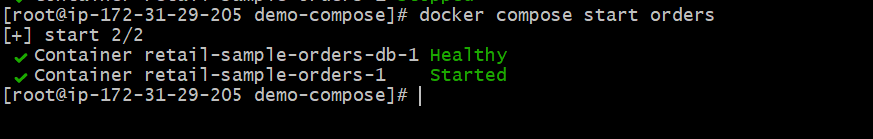 [root@ip-172-31-29-205 demo-compose]# docker compose start orders
[+] start 2/2
✔ Container retail-sample-orders-db-1 Healthy
✔ Container retail-sample-orders-1 Started
[root@ip-172-31-29-205 demo-compose]#